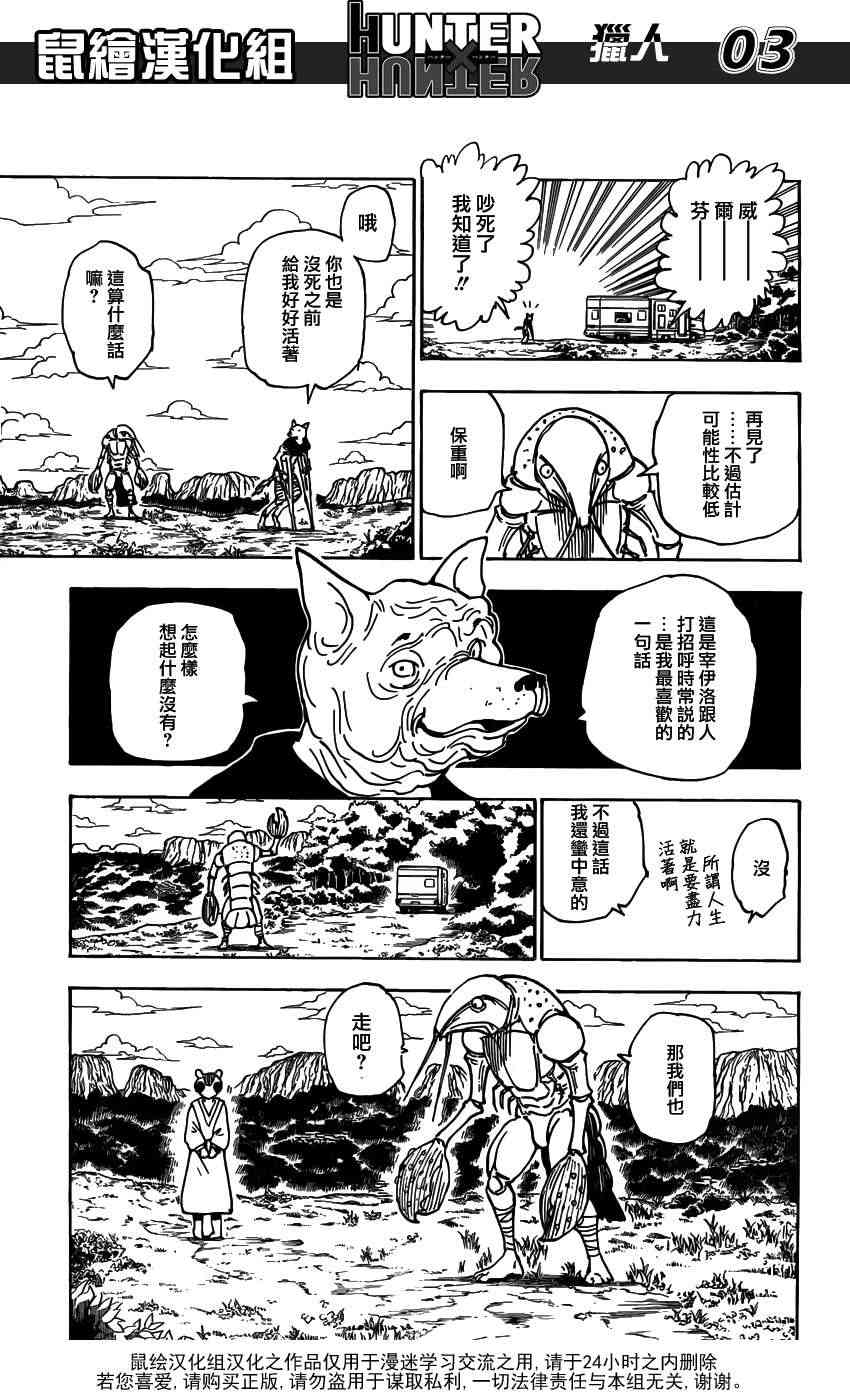 鼠繪漢化組
HUNTER
×
HUNTER
獵人
03
威爾芬
吵死了
我知道了!!
哦
你也是
沒死之前
給我好好活著
這算什麼話
嘛?
再見了
……不過估計
可能性比較低
保重啊
這是宰伊洛跟人
打招呼時常説的
…是我最喜歡的
一句話
怎麼樣
想起什麼沒有?
沒
所謂人生
就是要盡力
活著啊
不過這話
我還蠻中意的
那我們也
走吧?
鼠绘汉化组汉化之作品仅用于漫迷学习交流之用, 请于24小时之内删除
若您喜爱, 请购买正版, 请勿盗用于谋取私利, 一切法律责任与本组无关, 谢谢。